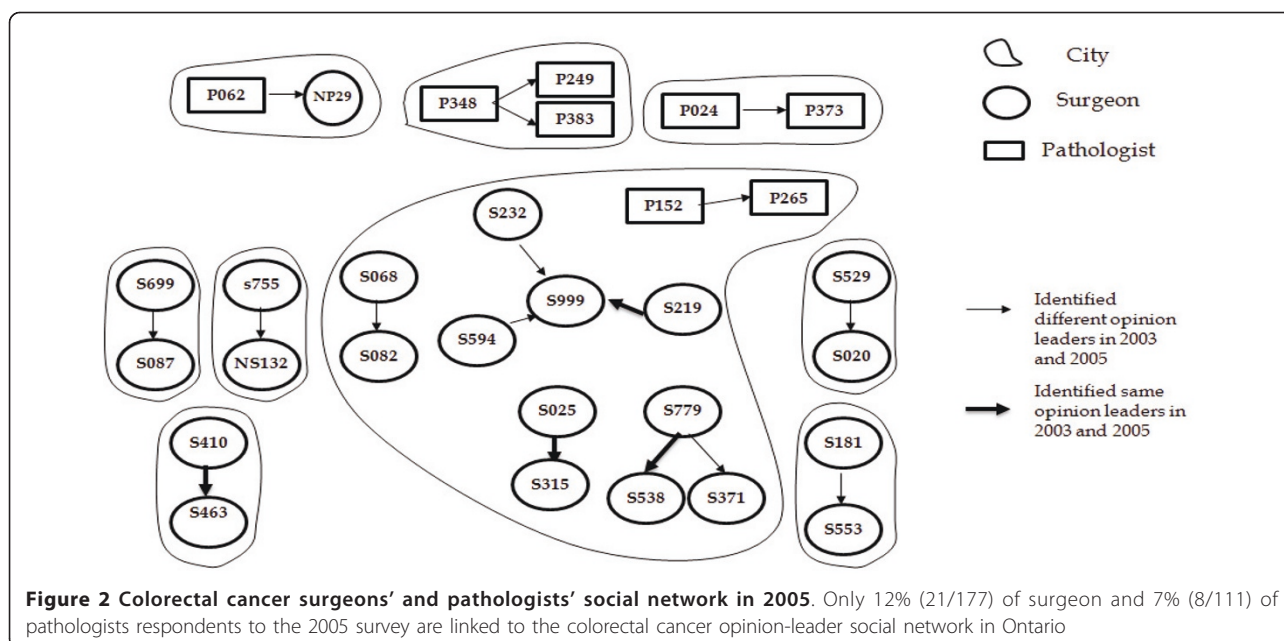 P062
NP29
P348
P249
P383
P024
P373
City
Surgeon
Pathologist
P152
P265
S232
S068
S999
S219
S594
S082
S699
S087
s755
NS132
S529
S020
S025
S779
S315
S538
S371
S410
S463
S181
S553
Identified
different opinion
leaders in 2003
and 2005
Identified same
opinion leaders in
2003 and 2005
Figure 2 Colorectal cancer surgeons' and pathologists' social network in 2005. Only 12% (21/177) of surgeon and 7% (8/111) of
pathologists respondents to the 2005 survey are linked to the colorectal cancer opinion-leader social network in Ontario